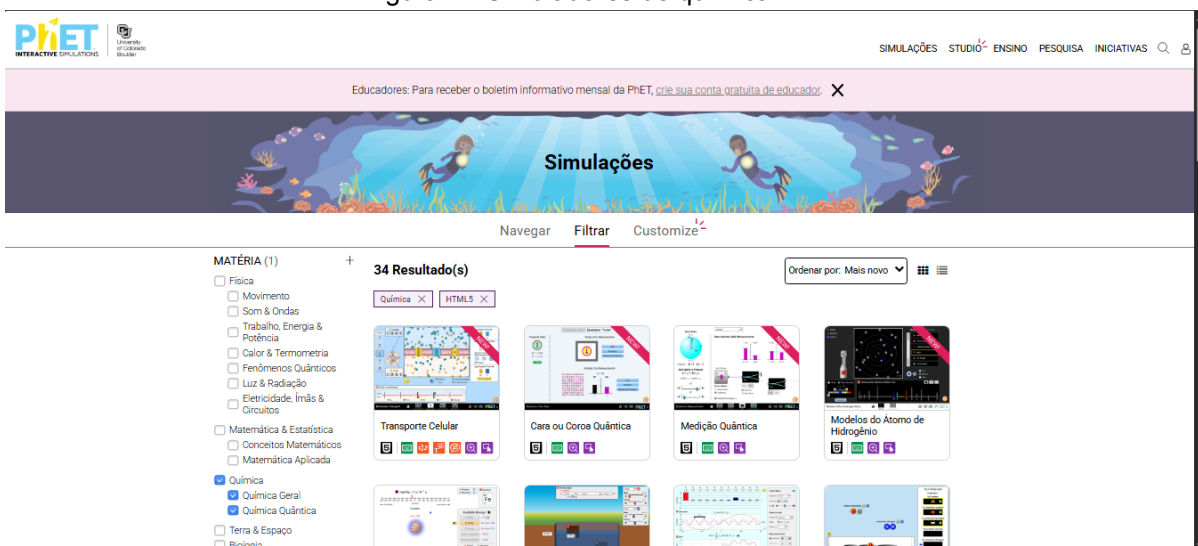 PhET
INTERACTIVE SIMULATIONS
University
of Colorado
Boulder
SIMULAÇÕES STUDIO ENSINO PESQUISA INICIATIVAS
Educadores: Para receber o boletim informativo mensal da PhET, crie sua conta gratuita de educador.
Simulações
Navegar Filtrar Customize
MATÉRIA (1) +
Física
Movimento
Som & Ondas
Trabalho, Energia &
Potência
Calor & Termometria
Fenômenos Quânticos
Luz & Radiação
Eletricidade, Ímãs &
Circuitos
Matemática & Estatística
Conceitos Matemáticos
Matemática Aplicada
Química
Química Geral
Química Quântica
Terra & Espaço
Biologia
34 Resultado(s)
Ordenar por: Mais novo
Química
HTML5
NEW!
NEW!
NEW!
NEW!
Transporte Celular
Cara ou Coroa Quântica
Medição Quântica
Modelos do Átomo de
Hidrogênio